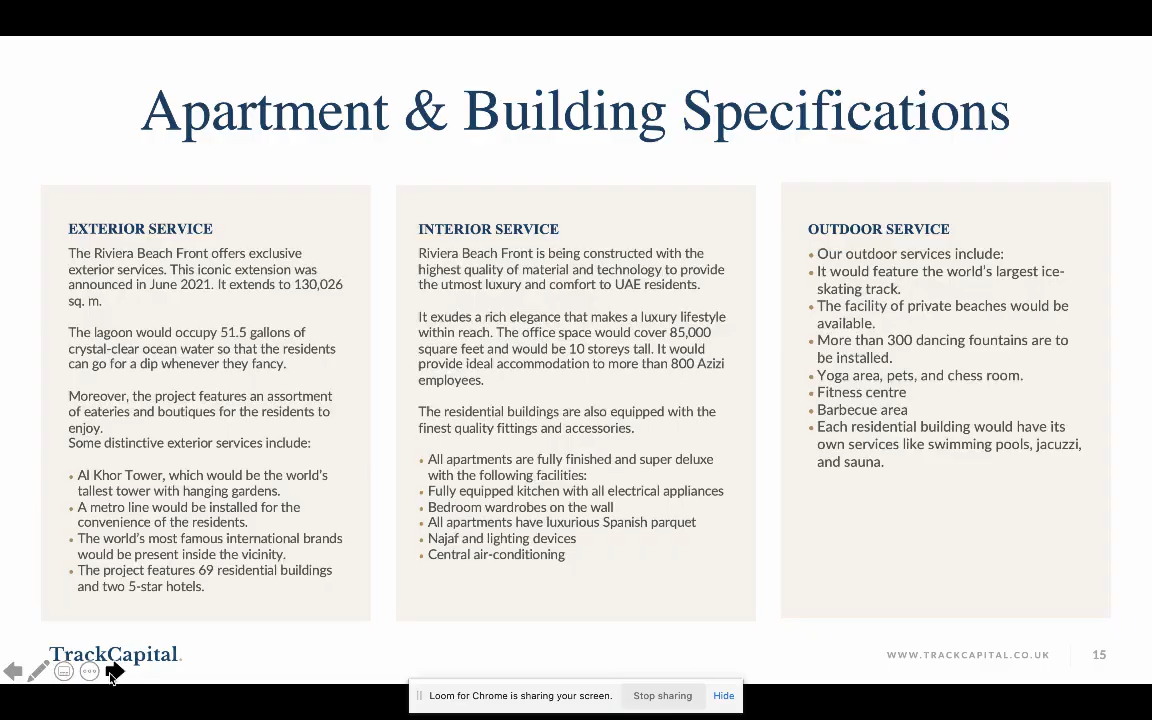 Apartment & Building Specifications
EXTERIOR SERVICE
The Riviera Beach Front offers exclusive
exterior services. This iconic extension was
announced in June 2021. It extends to 130,026
sq. m.
The lagoon would occupy 51.5 gallons of
crystal-clear ocean water so that the residents
can go for a dip whenever they fancy.
Moreover, the project features an assortment
of eateries and boutiques for the residents to
enjoy.
Some distinctive exterior services include:
• Al Khor Tower, which would be the world's
tallest tower with hanging gardens.
• A metro line would be installed for the
convenience of the residents.
• The world's most famous international brands
would be present inside the vicinity.
• The project features 69 residential buildings
and two 5-star hotels.
INTERIOR SERVICE
Riviera Beach Front is being constructed with the
highest quality of material and technology to provide
the utmost luxury and comfort to UAE residents.
It exudes a rich elegance that makes a luxury lifestyle
within reach. The office space would cover 85,000
square feet and would be 10 storeys tall. It would
provide ideal accommodation to more than 800 Azizi
employees.
The residential buildings are also equipped with the
finest quality fittings and accessories.
• All apartments are fully finished and super deluxe
with the following facilities:
• Fully equipped kitchen with all electrical appliances
• Bedroom wardrobes on the wall
• All apartments have luxurious Spanish parquet
• Najaf and lighting devices
• Central air-conditioning
OUTDOOR SERVICE
• Our outdoor services include:
• It would feature the world's largest ice-
skating track.
• The facility of private beaches would be
available.
• More than 300 dancing fountains are to
be installed.
• Yoga area, pets, and chess room.
• Fitness centre
• Barbecue area
• Each residential building would have its
own services like swimming pools, jacuzzi,
and sauna.
TrackCapital.
WWW.TRACKCAPITAL.CO.UK
15
Loom for Chrome is sharing your screen.
Stop sharing
Hide